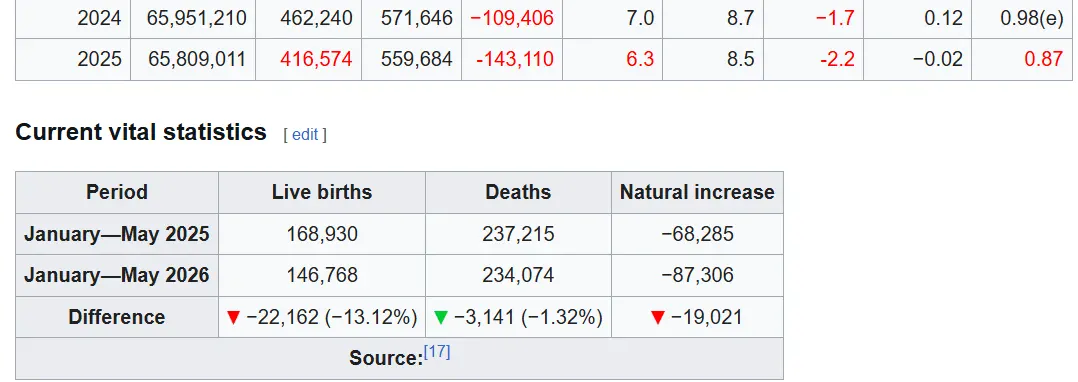 2024 65,951,210 462,240 571,646 −109,406 7.0 8.7 −1.7 0.12 0.98(e)
2025 65,809,011 416,574 559,684 -143,110 6.3 8.5 -2.2 −0.02 0.87
Current vital statistics [ edit ]
Period Live births Deaths Natural increase
January—May 2025 168,930 237,215 −68,285
January—May 2026 146,768 234,074 −87,306
Difference ▼ −22,162 (−13.12%) ▼ −3,141 (−1.32%) ▼ −19,021
Source:[17]